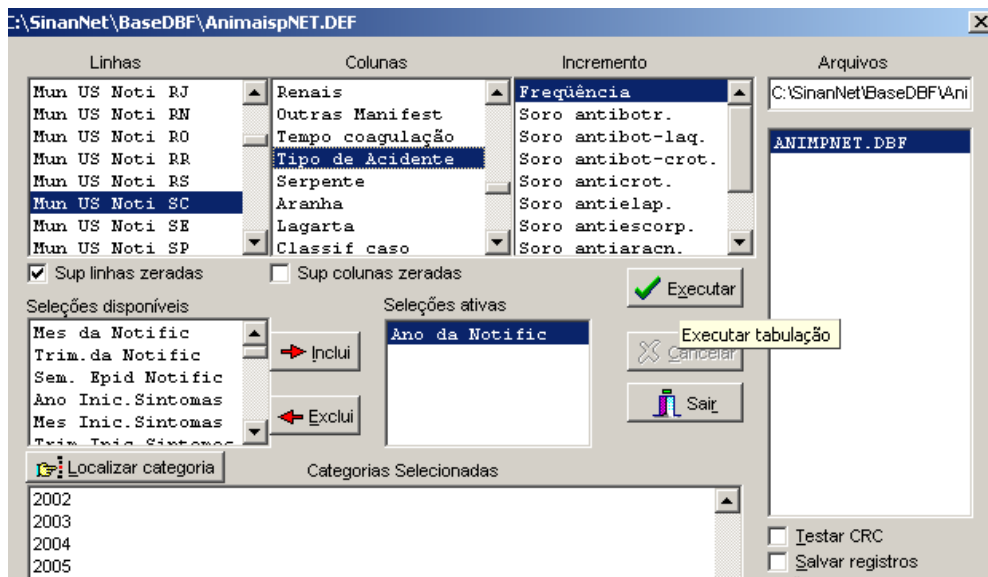 C:\SinanNet\BaseDBF\AnimaispNET.DEF
Linhas
Mun US Noti RJ
Mun US Noti RN
Mun US Noti RO
Mun US Noti RR
Mun US Noti RS
Mun US Noti SC
Mun US Noti SE
Mun US Noti SP
Colunas
Renais
Outras Manifest
Tempo coagulação
Tipo de Acidente
Serpente
Aranha
Lagarta
Classif caso
Incremento
Freqüência
Soro antibotr.
Soro antibot-laq.
Soro antibot-crot.
Soro anticrot.
Soro antielap.
Soro antiescorp.
Soro antiaracn.
Arquivos
C:\SinanNet\BaseDBF\Ani
ANIMPNET.DBF
Sup linhas zeradas
Sup colunas zeradas
Executar
Executar tabulação
Cancelar
Sair
Seleções disponíveis
Mes da Notific
Trim.da Notific
Sem. Epid Notific
Ano Inic.Sintomas
Mes Inic.Sintomas
Trim Inic Sintomas
Inclui
Exclui
Seleções ativas
Ano da Notific
Localizar categoria
Categorias Selecionadas
2002
2003
2004
2005
Testar CRC
Salvar registros